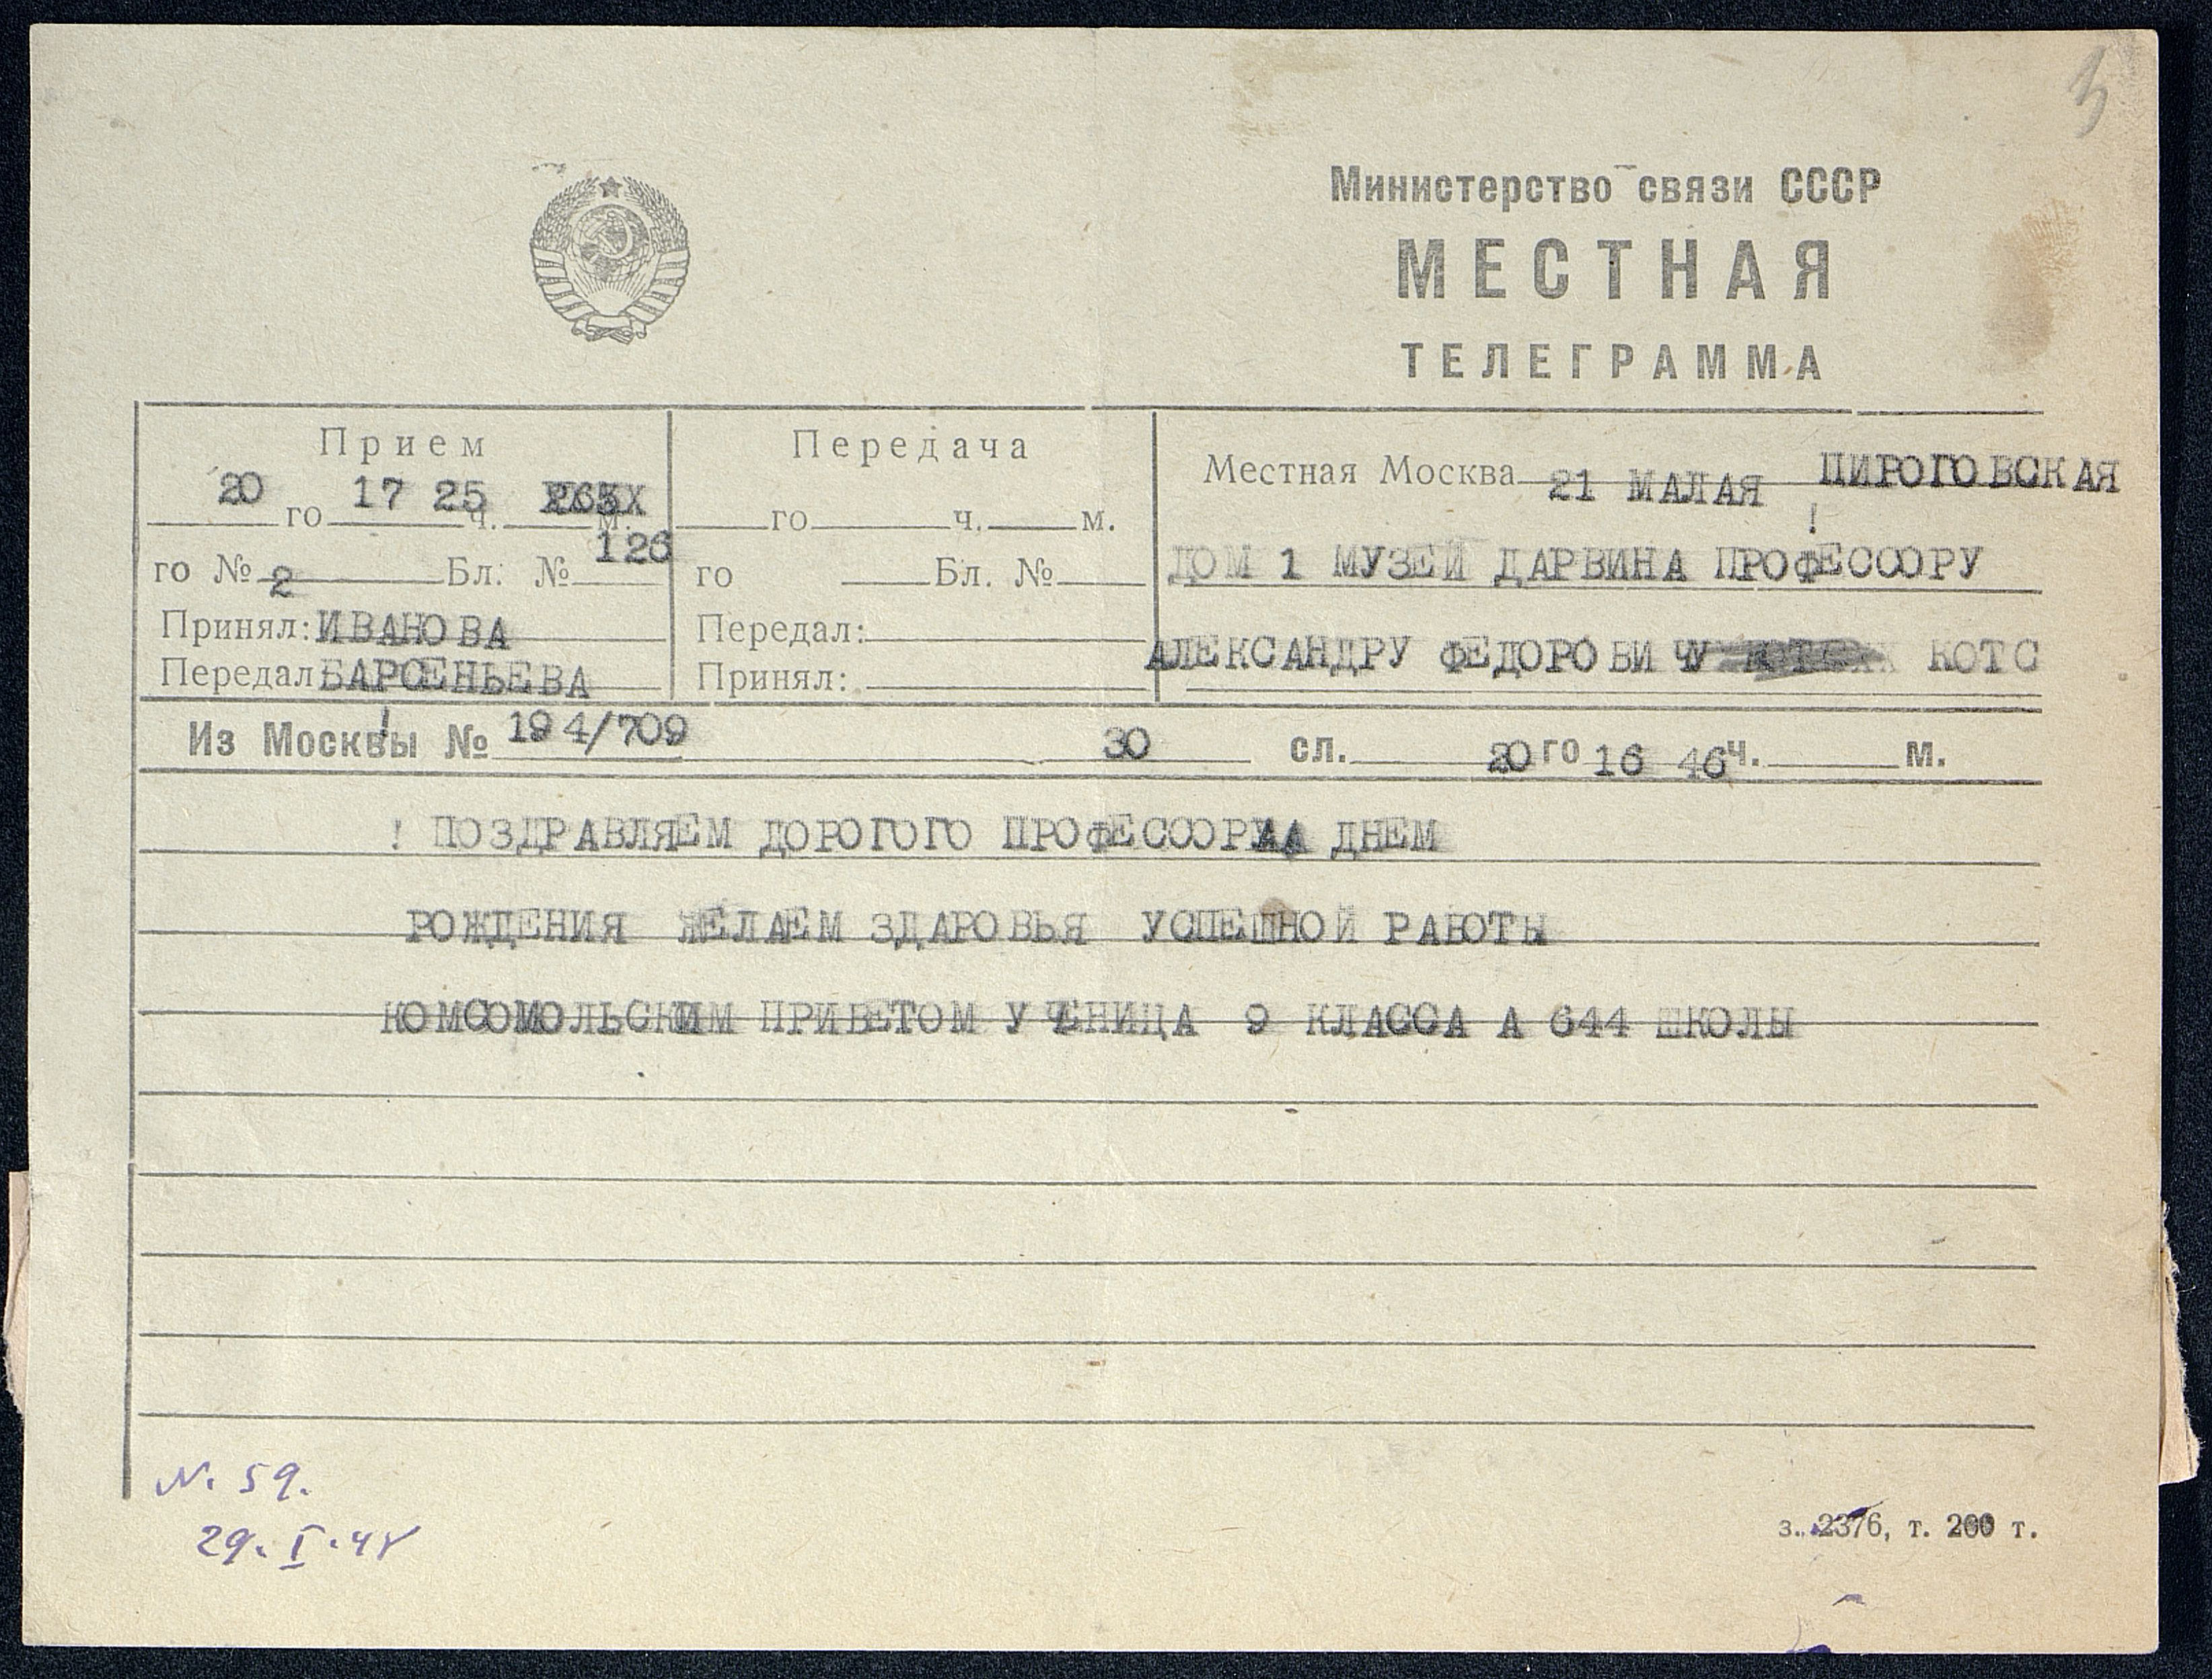 3
Министерство связи СССР
МЕСТНАЯ
ТЕЛЕГРАММА
Прием
20 го 17 25 ч. м.
го № 2 Бл. № 126
Принял: ИВАНОВА
Передал БАРСЕНЬЕВА
Передача
го ч. м.
го Бл. №
Передал:
Принял:
Местная Москва 21 МАЛАЯ ПИРОГОВСКАЯ
!
ДОМ 1 МУЗЕЙ ДАРВИНА ПРОФЕССОРУ
АЛЕКСАНДРУ ФЕДОРОВИЧУ КОТС
Из Москвы № 194/709 30 сл. 20 го 16 46 ч. м.
! ПОЗДРАВЛЯЕМ ДОРОГОГО ПРОФЕССОРА ДНЕМ
РОЖДЕНИЯ ЖЕЛАЕМ ЗДАРОВЬЯ УСПЕШНОЙ РАБОТЫ
КОМСОМОЛЬСКИМ ПРИВЕТОМ УЧЕНИЦА 9 КЛАССА А 644 ШКОЛЫ
N. 59.
29.I.48
з. 2376, т. 200 т.